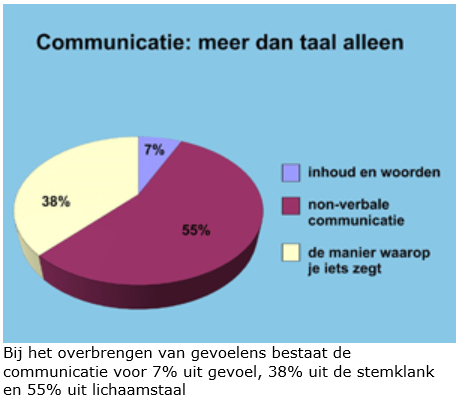 Communicatie: meer dan taal alleen
7%
38%
55%
inhoud en woorden
non-verbale
communicatie
de manier waarop
je iets zegt
Bij het overbrengen van gevoelens bestaat de
communicatie voor 7% uit gevoel, 38% uit de stemklank
en 55% uit lichaamstaal